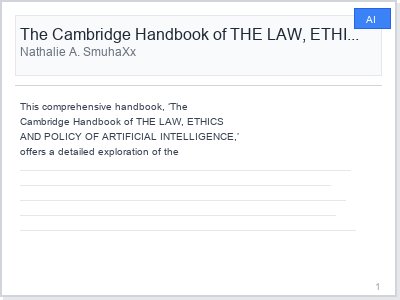 AI
The Cambridge Handbook of THE LAW, ETHI...
Nathalie A. SmuhaXx
This comprehensive handbook, 'The
Cambridge Handbook of THE LAW, ETHICS
AND POLICY OF ARTIFICIAL INTELLIGENCE,'
offers a detailed exploration of the
1